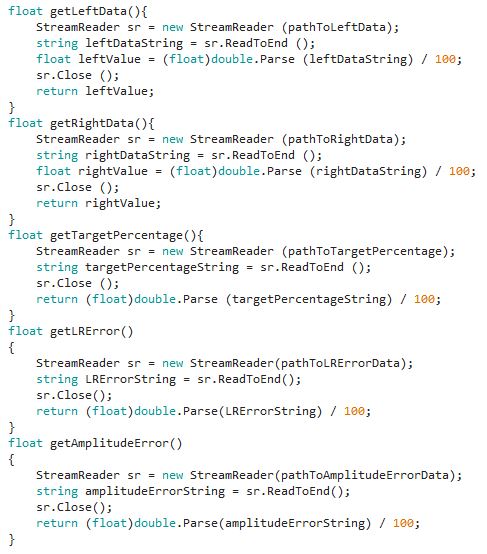 float getLeftData(){
    StreamReader sr = new StreamReader (pathToLeftData);
    string leftDataString = sr.ReadToEnd ();
    float leftValue = (float)double.Parse (leftDataString) / 100;
    sr.Close ();
    return leftValue;
}
float getRightData(){
    StreamReader sr = new StreamReader (pathToRightData);
    string rightDataString = sr.ReadToEnd ();
    float rightValue = (float)double.Parse (rightDataString) / 100;
    sr.Close ();
    return rightValue;
}
float getTargetPercentage(){
    StreamReader sr = new StreamReader (pathToTargetPercentage);
    string targetPercentageString = sr.ReadToEnd ();
    sr.Close ();
    return (float)double.Parse (targetPercentageString) / 100;
}
float getLRError()
{
    StreamReader sr = new StreamReader(pathToLRErrorData);
    string LRErrorString = sr.ReadToEnd();
    sr.Close();
    return (float)double.Parse(LRErrorString) / 100;
}
float getAmplitudeError()
{
    StreamReader sr = new StreamReader(pathToAmplitudeErrorData);
    string amplitudeErrorString = sr.ReadToEnd();
    sr.Close();
    return (float)double.Parse(amplitudeErrorString) / 100;
}